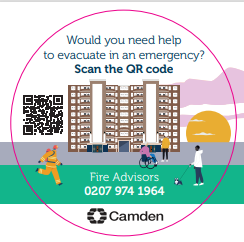 Would you need help
to evacuate in an emergency?
Scan the QR code
Fire Advisors
0207 974 1964
Camden